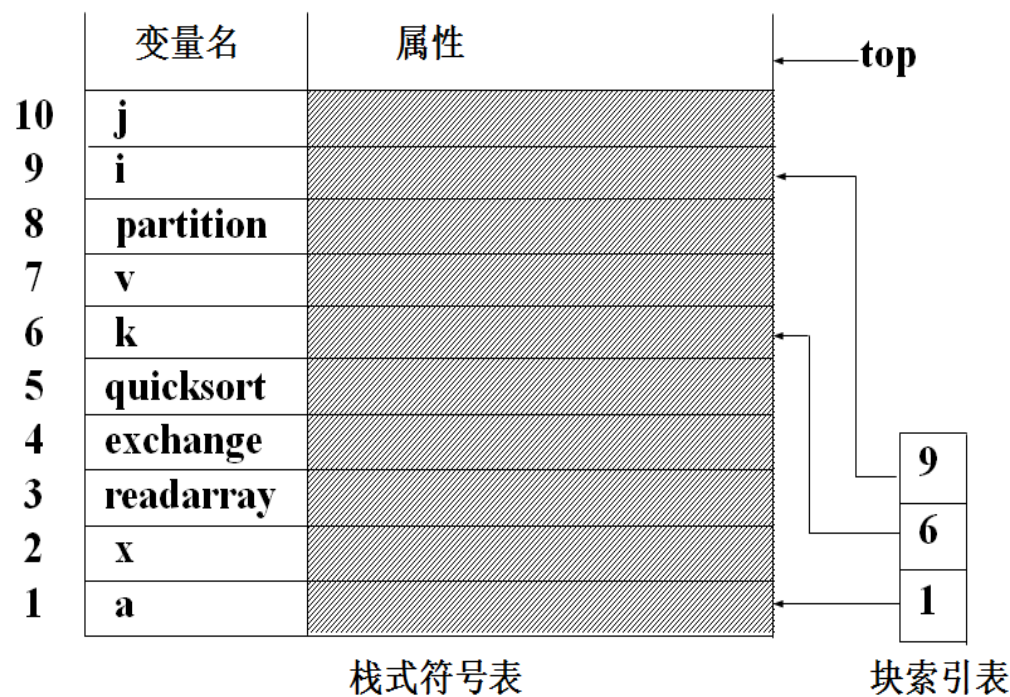 变量名 属性
top
10 j
9 i
8 partition
7 v
6 k
5 quicksort
4 exchange
3 readarray
2 x
1 a
9
6
1
栈式符号表 块索引表